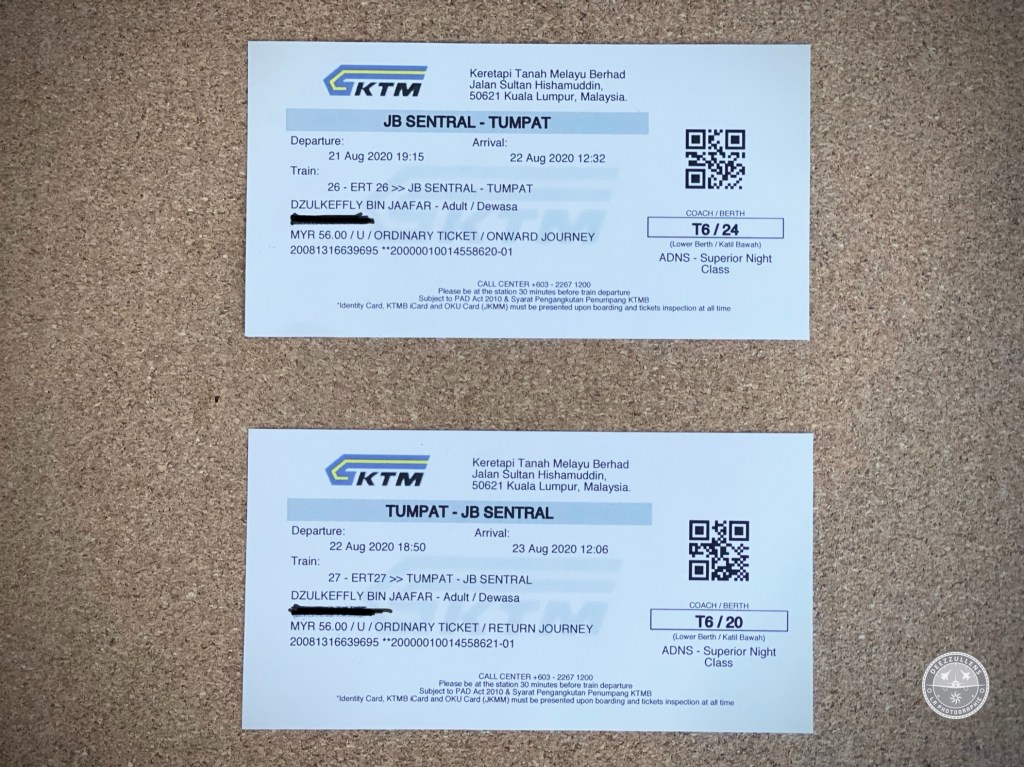 KTM
Keretapi Tanah Melayu Berhad
Jalan Sultan Hishamuddin,
50621 Kuala Lumpur, Malaysia.
JB SENTRAL - TUMPAT
Departure: Arrival:
21 Aug 2020 19:15 22 Aug 2020 12:32
Train:
26 - ERT 26 >> JB SENTRAL - TUMPAT
DZULKEFFLY BIN JAAFAR - Adult / Dewasa
MYR 56.00 / U / ORDINARY TICKET / ONWARD JOURNEY
20081316639695 **20000010014558620-01
COACH / BERTH
T6 / 24
(Lower Berth / Katil Bawah)
ADNS - Superior Night
Class
CALL CENTER +603 - 2267 1200
Please be at the station 30 minutes before train departure
Subject to PAD Act 2010 & Syarat Pengangkutan Penumpang KTMB
*Identity Card, KTMB iCard and OKU Card (JKMM) must be presented upon boarding and tickets inspection at all time
KTM
Keretapi Tanah Melayu Berhad
Jalan Sultan Hishamuddin,
50621 Kuala Lumpur, Malaysia.
TUMPAT - JB SENTRAL
Departure: Arrival:
22 Aug 2020 18:50 23 Aug 2020 12:06
Train:
27 - ERT27 >> TUMPAT - JB SENTRAL
DZULKEFFLY BIN JAAFAR - Adult / Dewasa
MYR 56.00 / U / ORDINARY TICKET / RETURN JOURNEY
20081316639695 **20000010014558621-01
COACH / BERTH
T6 / 20
(Lower Berth / Katil Bawah)
ADNS - Superior Night
Class
CALL CENTER +603 - 2267 1200
Please be at the station 30 minutes before train departure
Subject to PAD Act 2010 & Syarat Pengangkutan Penumpang KTMB
*Identity Card, KTMB iCard and OKU Card (JKMM) must be presented upon boarding and tickets inspection at all time